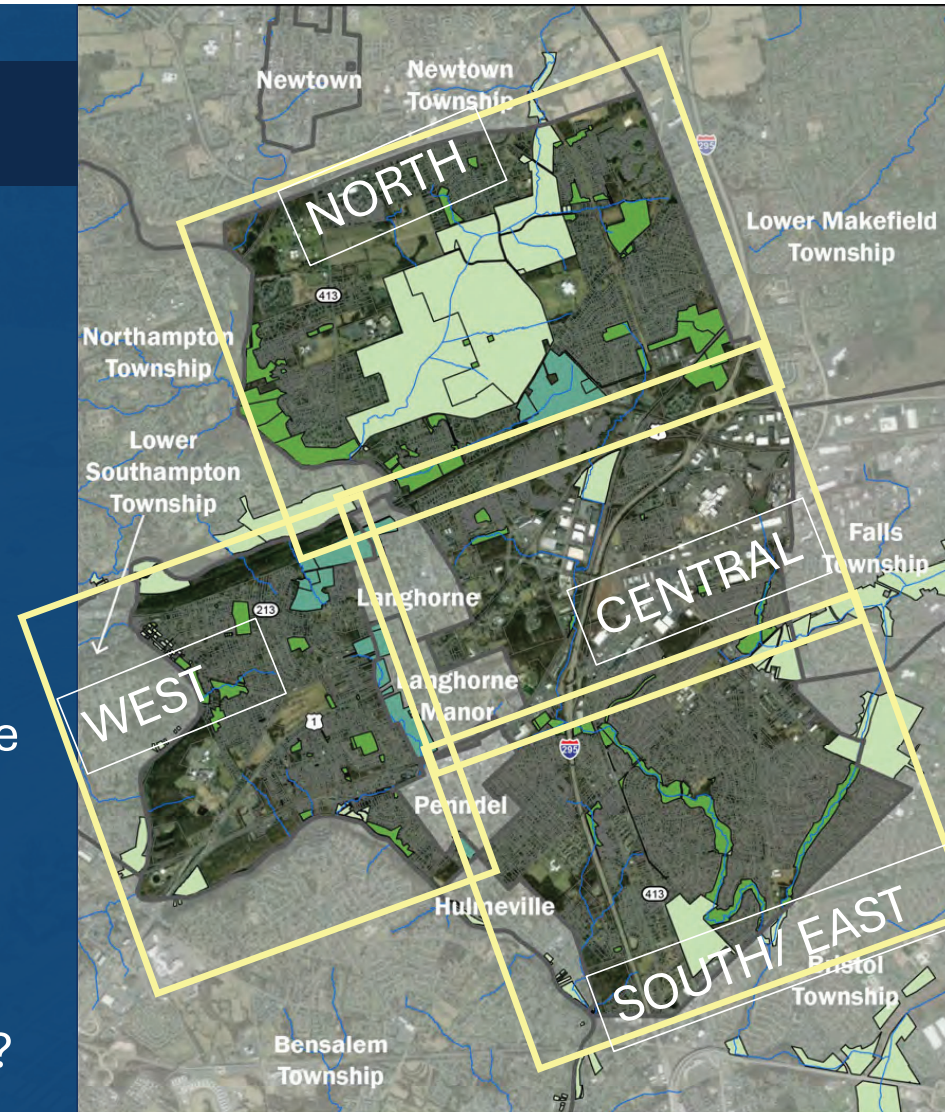 Newtown
Newtown
Township
295
NORTH
Lower Makefield
Township
413
Northampton
Township
Lower
Southampton
Township
1
Falls
Township
CENTRAL
Langhorne
213
WEST
Langhorne
Manor
e
1
295
Penndel
413
Hulmeville
SOUTH/ EAST
Bristol
Township
Bensalem
Township
?